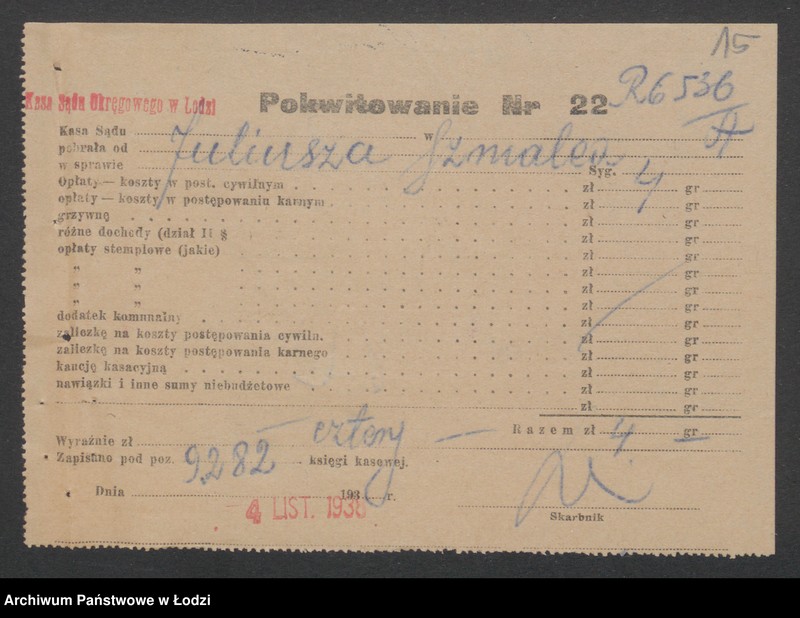 15
Kasa Sądu Okręgowego w Łodzi
Pokwitowanie Nr 22
Kasa Sądu w
pobrała od Juliusza
w sprawie Syg.
Opłaty — koszty w post. cywilnym zł 4 gr
opłaty — koszty w postępowaniu karnym zł gr
grzywnę zł gr
różne dochody (dział II § zł gr
opłaty stemplowe (jakie) zł gr
„ „ zł gr
„ „ zł gr
„ „ zł gr
dodatek komunalny zł gr
zaliczkę na koszty postępowania cywiln. zł gr
zaliczkę na koszty postępowania karnego zł gr
kaucję kasacyjną zł gr
nawiązki i inne sumy niebudżetowe zł gr
zł gr
Wyraźnie zł — cztery — Razem zł 4 gr —
Zapisano pod poz. 9282 księgi kasowej.
Dnia 193 r.
4 LIST. 1936
Skarbnik
Archiwum Państwowe w Łodzi